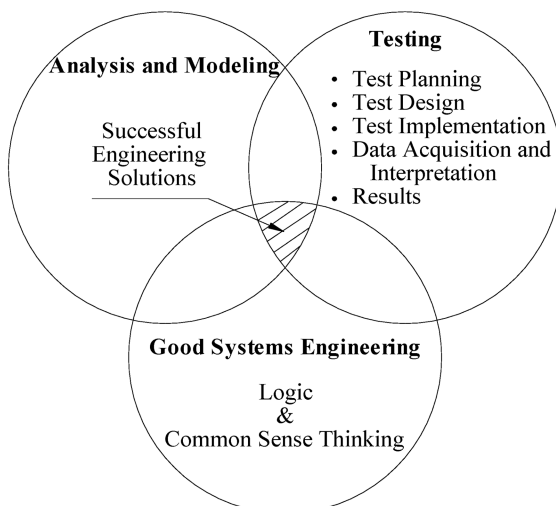 Analysis and Modeling
Successful
Engineering
Solutions
Testing
• Test Planning
• Test Design
• Test Implementation
• Data Acquisition and
Interpretation
• Results
Good Systems Engineering
Logic
&
Common Sense Thinking